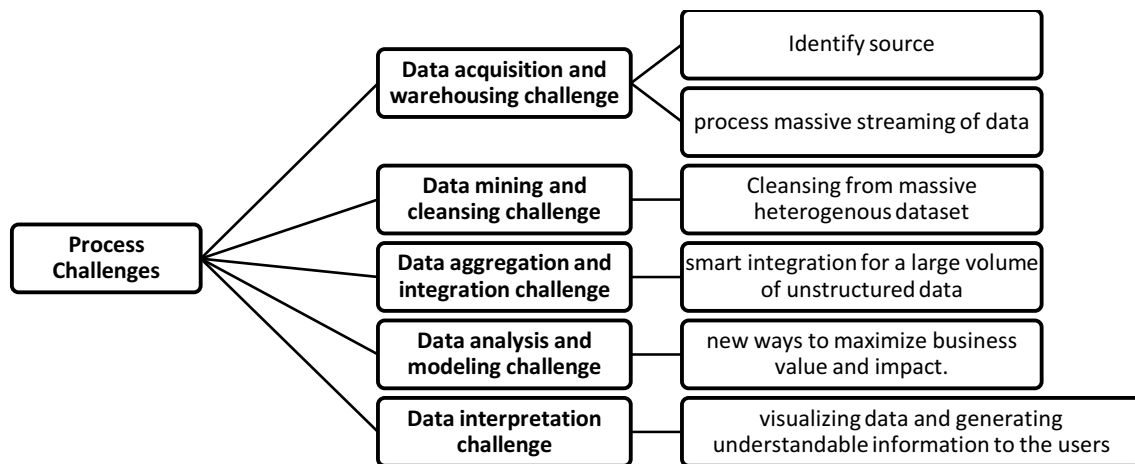 Process
Challenges
Data acquisition and
warehousing challenge
Identify source
process massive streaming of data
Data mining and
cleansing challenge
Cleansing from massive
heterogenous dataset
Data aggregation and
integration challenge
smart integration for a large volume
of unstructured data
Data analysis and
modeling challenge
new ways to maximize business
value and impact.
Data interpretation
challenge
visualizing data and generating
understandable information to the users